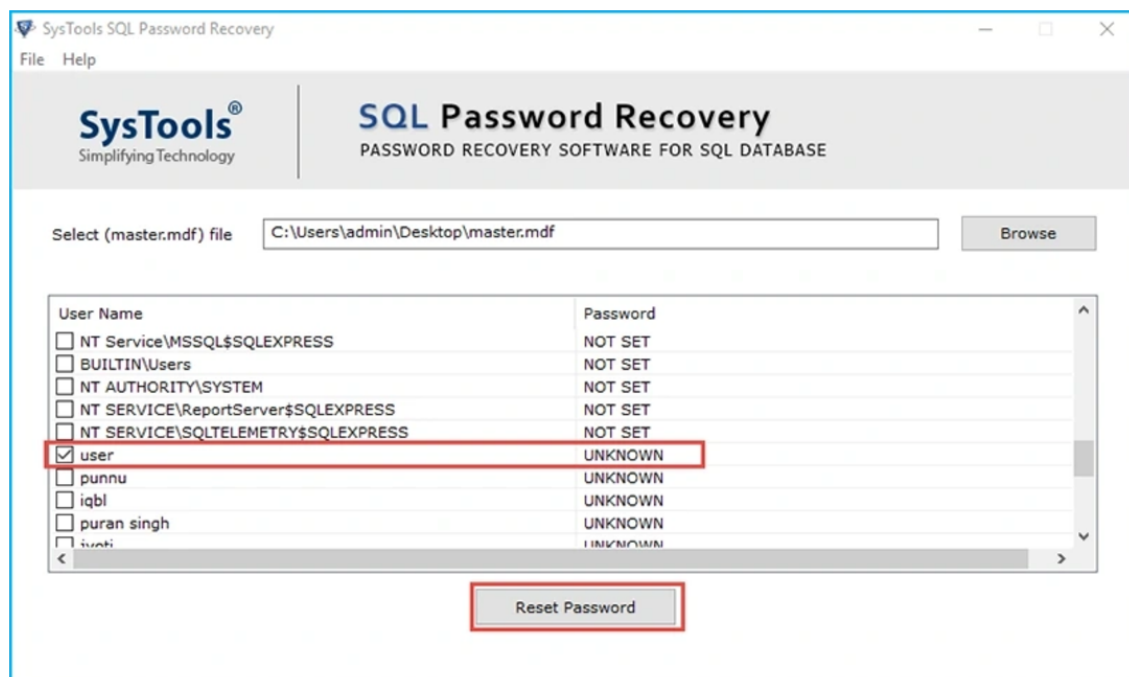 SysTools SQL Password Recovery
File Help
SysTools®
Simplifying Technology
SQL Password Recovery
PASSWORD RECOVERY SOFTWARE FOR SQL DATABASE
Select (master.mdf) file C:\Users\admin\Desktop\master.mdf Browse
User Name Password
NT Service\MSSQL$SQLEXPRESS NOT SET
BUILTIN\Users NOT SET
NT AUTHORITY\SYSTEM NOT SET
NT SERVICE\ReportServer$SQLEXPRESS NOT SET
NT SERVICE\SQLTELEMETRY$SQLEXPRESS NOT SET
user UNKNOWN
punnu UNKNOWN
iqbl UNKNOWN
puran singh UNKNOWN
jyoti UNKNOWN
Reset Password